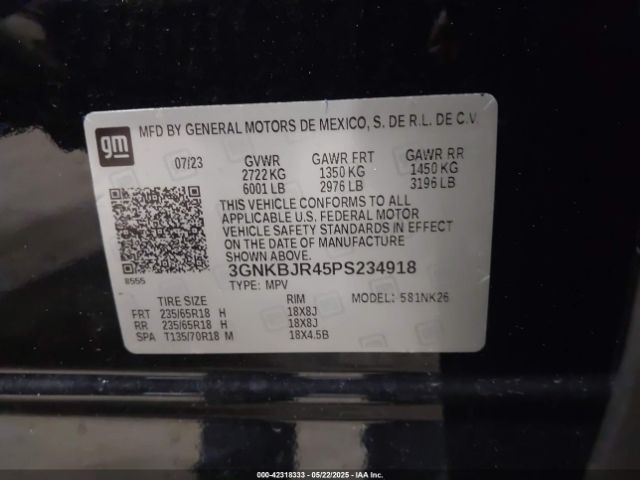 gm
MFD BY GENERAL MOTORS DE MEXICO, S. DE R.L. DE C.V.
07/23 GVWR GAWR FRT GAWR RR
2722 KG 1350 KG 1450 KG
6001 LB 2976 LB 3196 LB
THIS VEHICLE CONFORMS TO ALL
APPLICABLE U.S. FEDERAL MOTOR
VEHICLE SAFETY STANDARDS IN EFFECT
ON THE DATE OF MANUFACTURE
SHOWN ABOVE.
8555
3GNKBJR45PS234918
TYPE: MPV MODEL: 581NK26
TIRE SIZE RIM
FRT 235/65R18 H 18X8J
RR 235/65R18 H 18X8J
SPA T135/70R18 M 18X4.5B
000-42318333 - 05/22/2025 - IAAI.COM